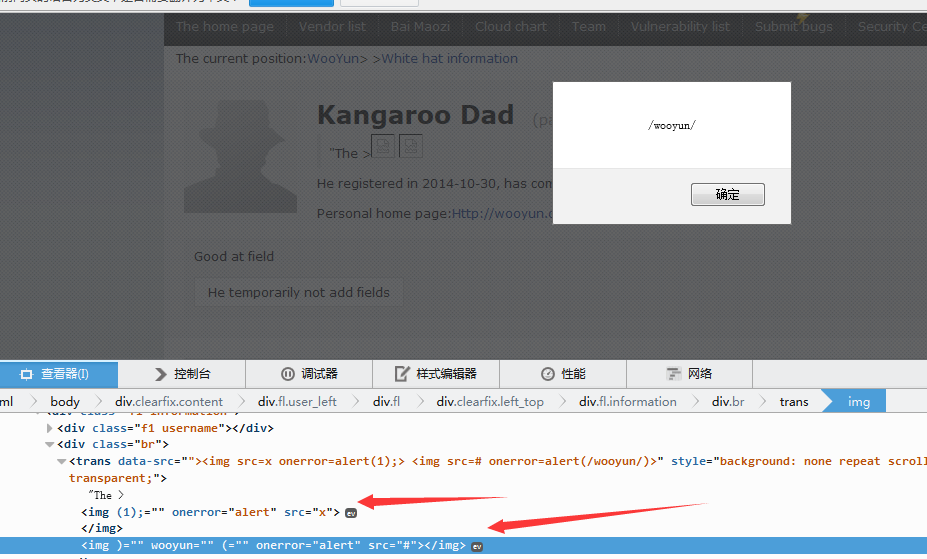 The home page Vendor list Bai Maozi Cloud chart Team Vulnerability list Submit bugs Security Ce
The current position:WooYun> >White hat information
Kangaroo Dad (pa
/wooyun/
"The >
He registered in 2014-10-30, has com
确定
Personal home page:Http://wooyun.o
Good at field
He temporarily not add fields
查看器(I) 控制台 调试器 样式编辑器 性能 网络
ml body div.clearfix.content div.fl.user_left div.fl div.clearfix.left_top div.fl.information div.br trans img
<div class="f1 username"></div>
<div class="br">
<trans data-src=""><img src=x onerror=alert(1);> <img src=# onerror=alert(/wooyun/)>" style="background: none repeat scroll
transparent;">
"The >
<img (1);="" onerror="alert" src="x"> ev
</img>
<img )="" wooyun="" (="" onerror="alert" src="#"></img> ev